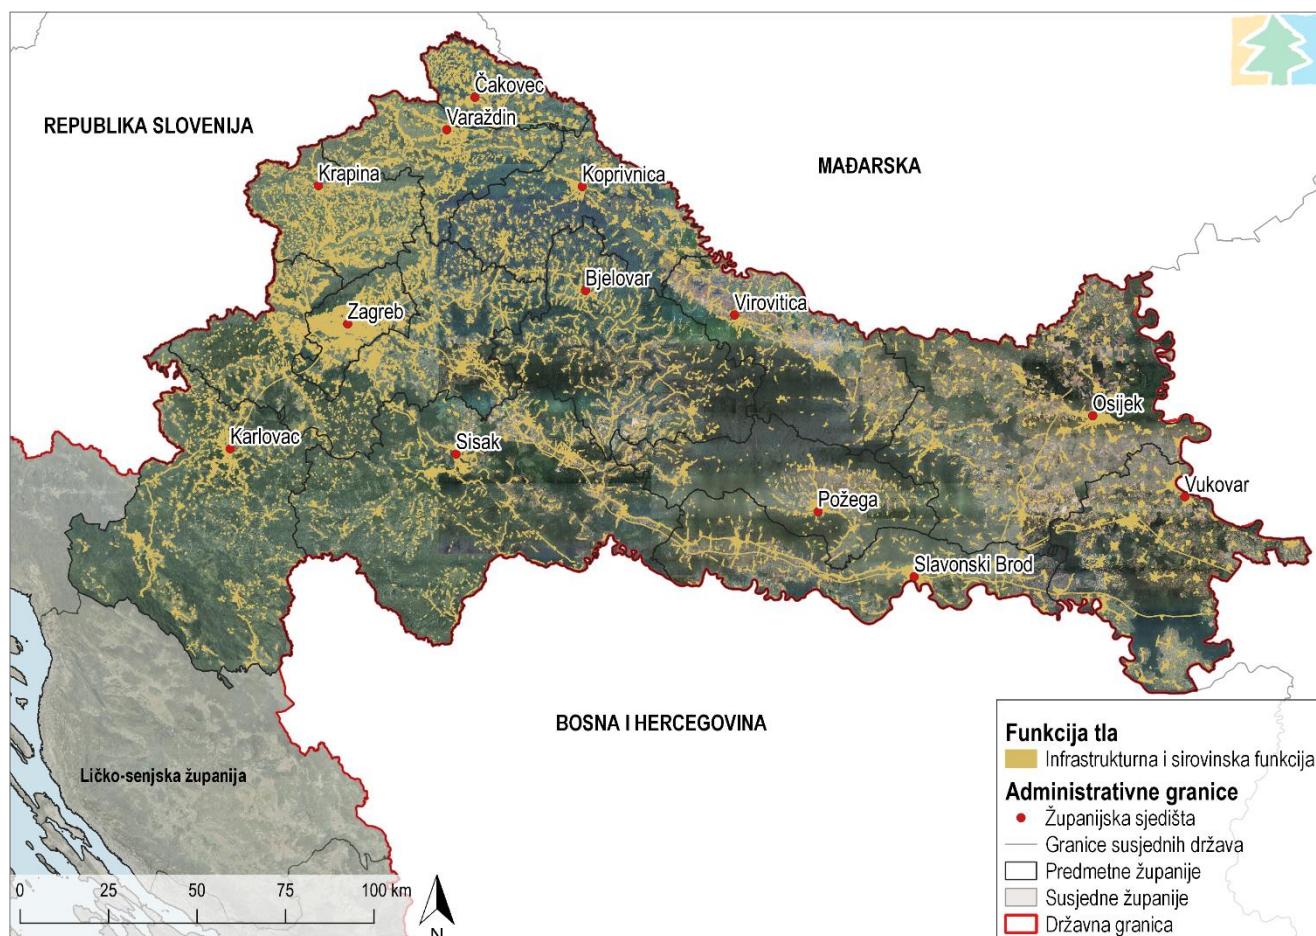 Čakovec
Varaždin
REPUBLIKA SLOVENIJA
MAĐARSKA
Krapina
Koprivnica
Bjelovar
Virovitica
Zagreb
Osijek
Karlovac
Sisak
Vukovar
Požega
Slavonski Brod
BOSNA I HERCEGOVINA
Ličko-senjska županija
Funkcija tla
Infrastrukturna i sirovinska funkcija
Administrativne granice
Županijska sjedišta
Granice susjednih država
Predmetne županije
Susjedne županije
Državna granica
0 25 50 75 100 km
N